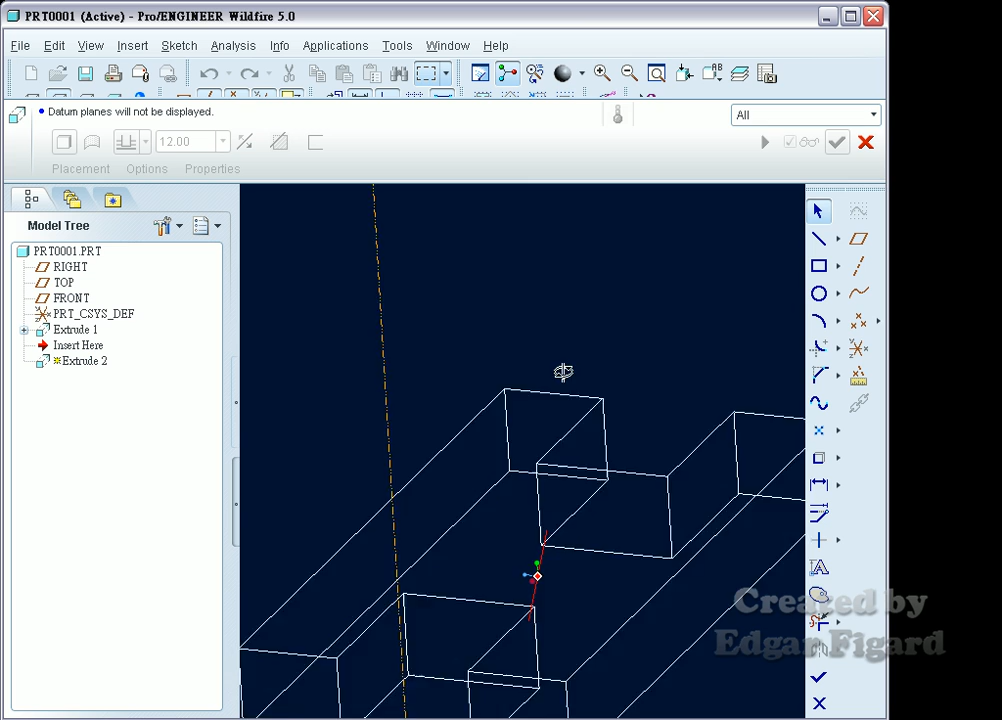 PRT0001 (Active) - Pro/ENGINEER Wildfire 5.0
File Edit View Insert Sketch Analysis Info Applications Tools Window Help
Datum planes will not be displayed.
All
12.00
Placement Options Properties
Model Tree
PRT0001.PRT
RIGHT
TOP
FRONT
PRT_CSYS_DEF
Extrude 1
Insert Here
Extrude 2
Created by
Edgar Figard